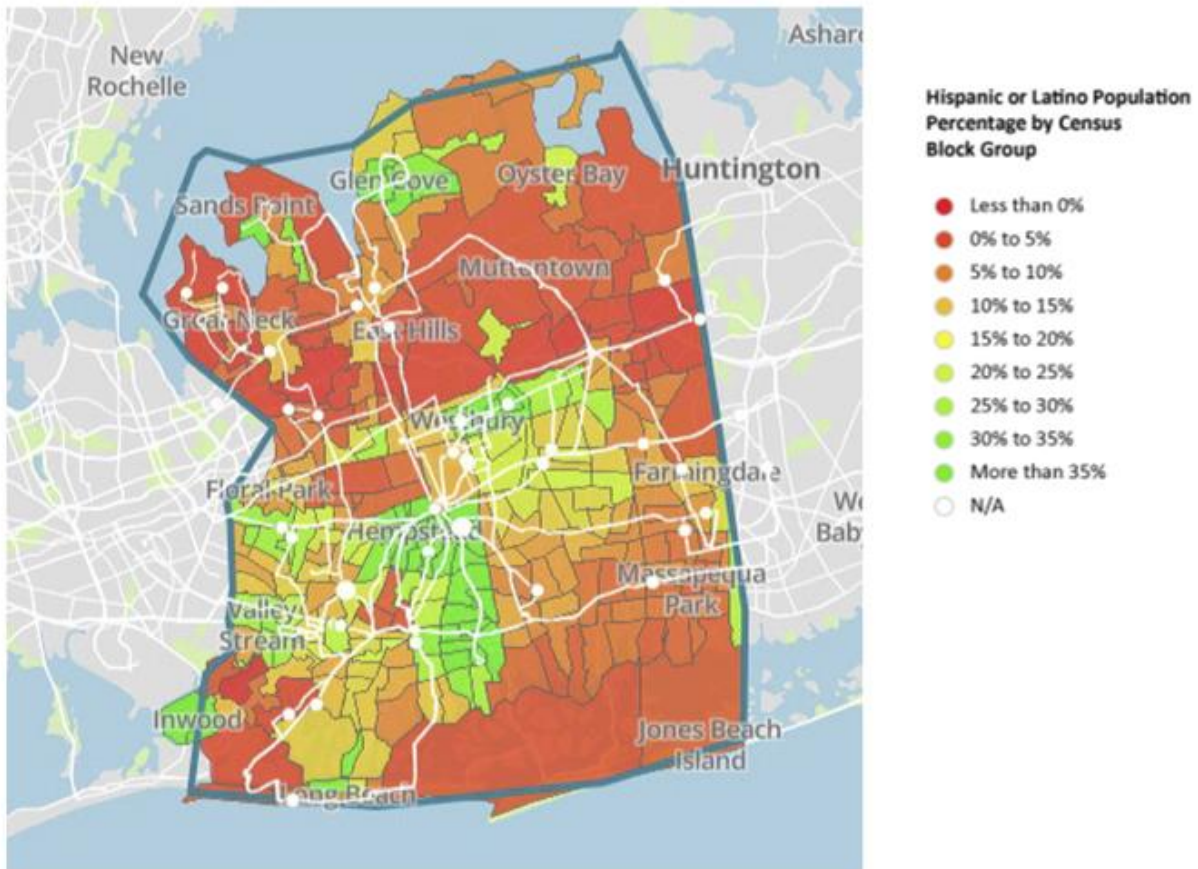 New
Rochelle
Huntington
Glen Cove
Oyster Bay
Sands Point
Muttontown
Great Neck
East Hills
Westbury
Floral Park
Farmingdale
Hempstead
Massapequa
Park
Valley
Stream
Inwood
Jones Beach
Island
Long Beach
Hispanic or Latino Population
Percentage by Census
Block Group
Less than 0%
0% to 5%
5% to 10%
10% to 15%
15% to 20%
20% to 25%
25% to 30%
30% to 35%
More than 35%
N/A